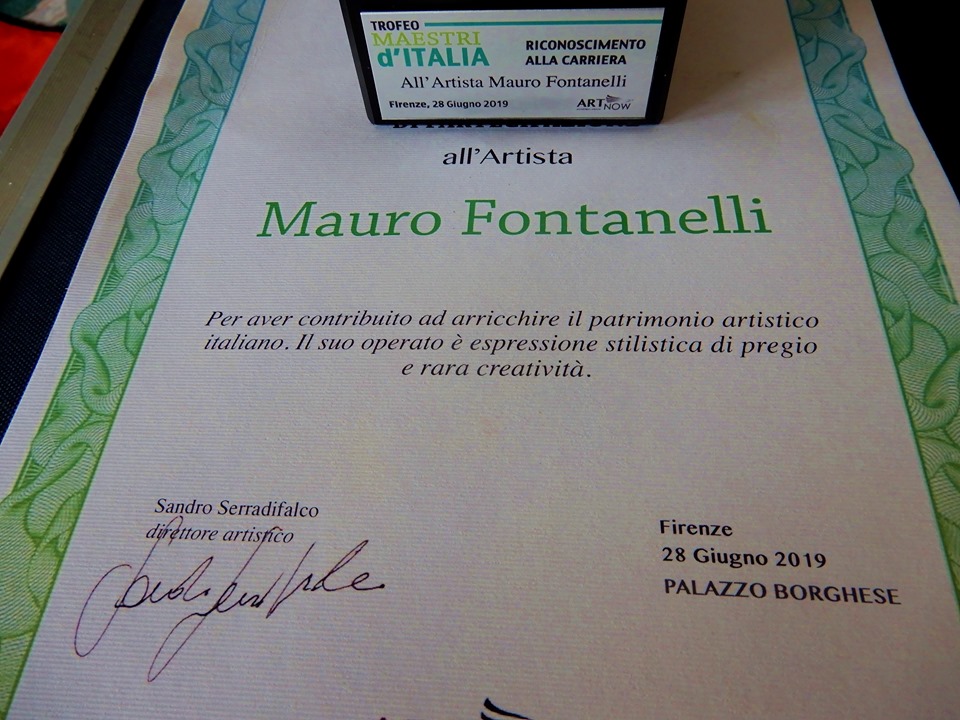 TROFEO
MAESTRI
d'ITALIA
RICONOSCIMENTO
ALLA CARRIERA
All'Artista Mauro Fontanelli
Firenze, 28 Giugno 2019
ART NOW
all'Artista
Mauro Fontanelli
Per aver contribuito ad arricchire il patrimonio artistico
italiano. Il suo operato è espressione stilistica di pregio
e rara creatività.
Sandro Serradifalco
direttore artistico
Firenze
28 Giugno 2019
PALAZZO BORGHESE